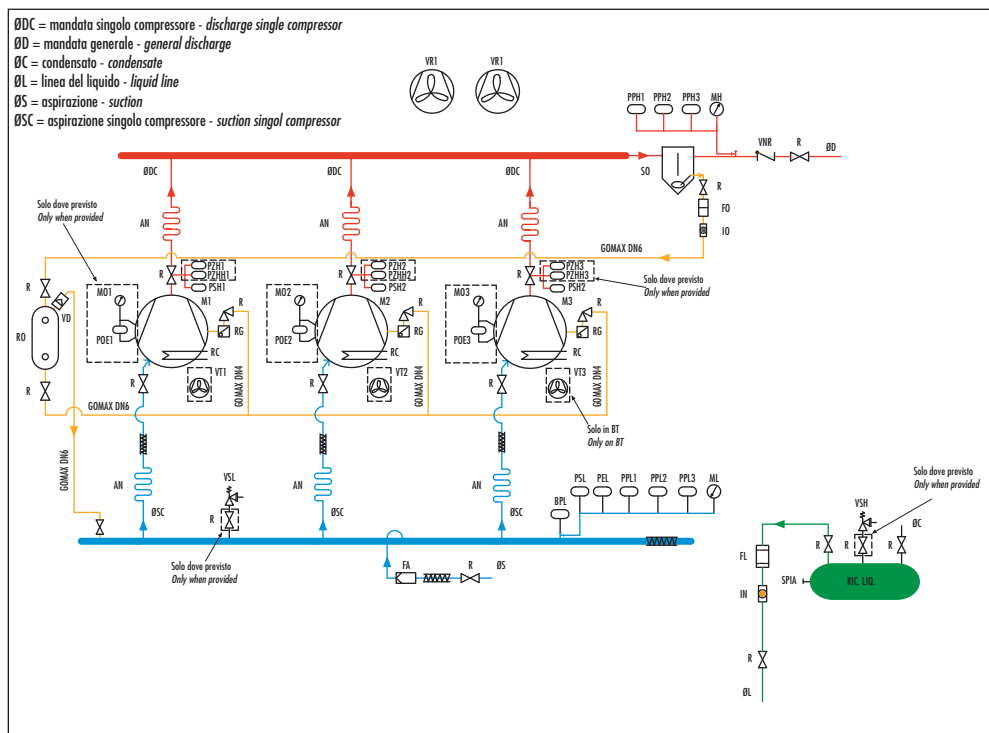 ØDC = mandata singolo compressore - discharge single compressor
ØD = mandata generale - general discharge
ØC = condensato - condensate
ØL = linea del liquido - liquid line
ØS = aspirazione - suction
ØSC = aspirazione singolo compressore - suction singol compressor
VR1
VR1
PPH1
PPH2
PPH3
MH
VNR
R
ØD
SO
R
FO
IO
ØDC
ØDC
ØDC
Solo dove previsto
Only when provided
AN
AN
AN
GOMAX DN6
R
PZH1
PZHH1
PSH1
R
PZH2
PZHH2
PSH2
R
PZH3
PZHH3
PSH2
Solo dove previsto
Only when provided
R
VD
RO
R
MO1
POE1
M1
R
RG
RC
MO2
POE2
M2
R
RG
RC
MO3
POE3
M3
R
RG
RC
R
VT1
GOMAX DN4
R
VT2
GOMAX DN4
R
VT3
GOMAX DN4
GOMAX DN6
Solo in BT
Only on BT
GOMAX DN6
AN
ØSC
VSL
R
AN
ØSC
AN
ØSC
Solo dove previsto
Only when provided
BPL
PSL
PEL
PPL1
PPL2
PPL3
ML
FA
R
ØS
Solo dove previsto
Only when provided
VSH
ØC
FL
R
R
R
IN
SPIA
RIC. LIQ.
R
ØL